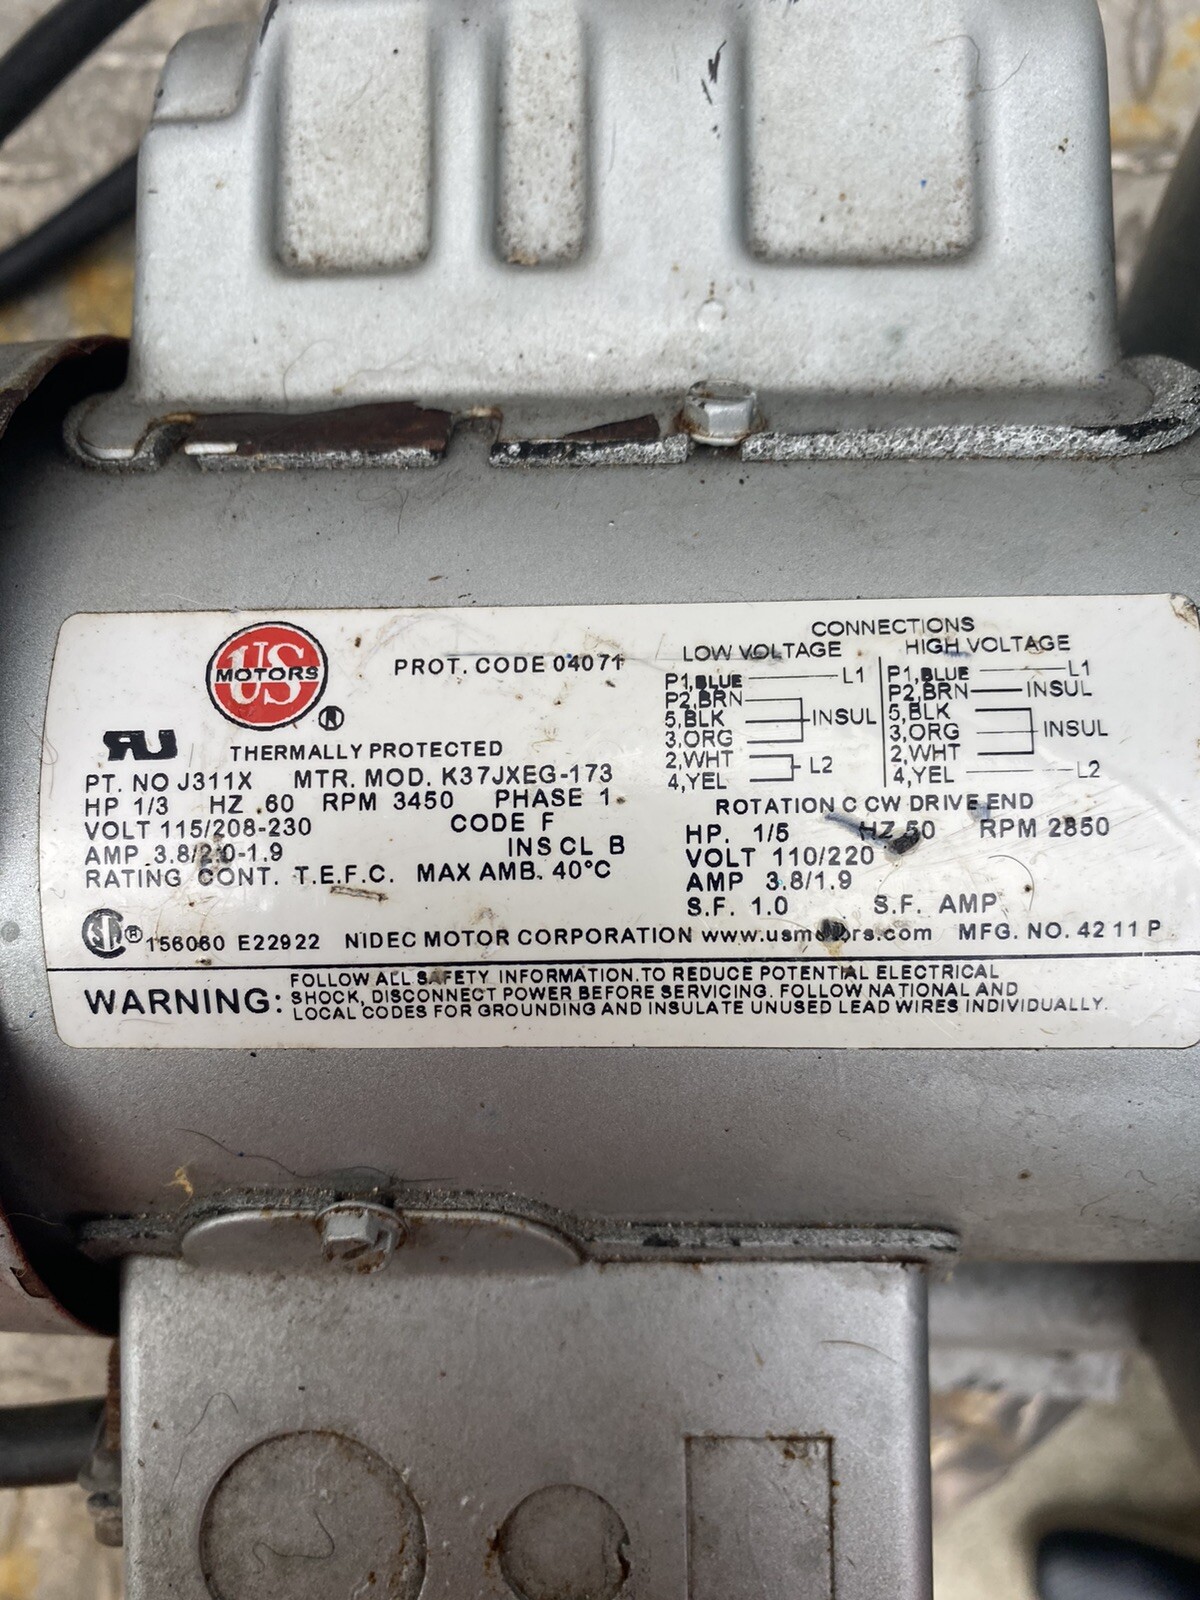 US
MOTORS ®
PROT. CODE 04071
THERMALLY PROTECTED
PT. NO J311X MTR. MOD. K37JXEG-173
HP 1/3 HZ 60 RPM 3450 PHASE 1
VOLT 115/208-230 CODE F
AMP 3.8/2.0-1.9 INS CL B
RATING CONT. T.E.F.C. MAX AMB. 40°C
CONNECTIONS
LOW VOLTAGE
P1,BLUE L1
P2,BRN
5,BLK INSUL
3,ORG
2,WHT L2
4,YEL
HIGH VOLTAGE
P1,BLUE L1
P2,BRN INSUL
5,BLK
3,ORG INSUL
2,WHT
4,YEL L2
ROTATION C CW DRIVE END
HP. 1/5 HZ 50 RPM 2850
VOLT 110/220
AMP 3.8/1.9
S.F. 1.0 S.F. AMP
® 156060 E22922 NIDEC MOTOR CORPORATION www.usmotors.com MFG. NO. 4211 P
WARNING: FOLLOW ALL SAFETY INFORMATION. TO REDUCE POTENTIAL ELECTRICAL
SHOCK, DISCONNECT POWER BEFORE SERVICING. FOLLOW NATIONAL AND
LOCAL CODES FOR GROUNDING AND INSULATE UNUSED LEAD WIRES INDIVIDUALLY.